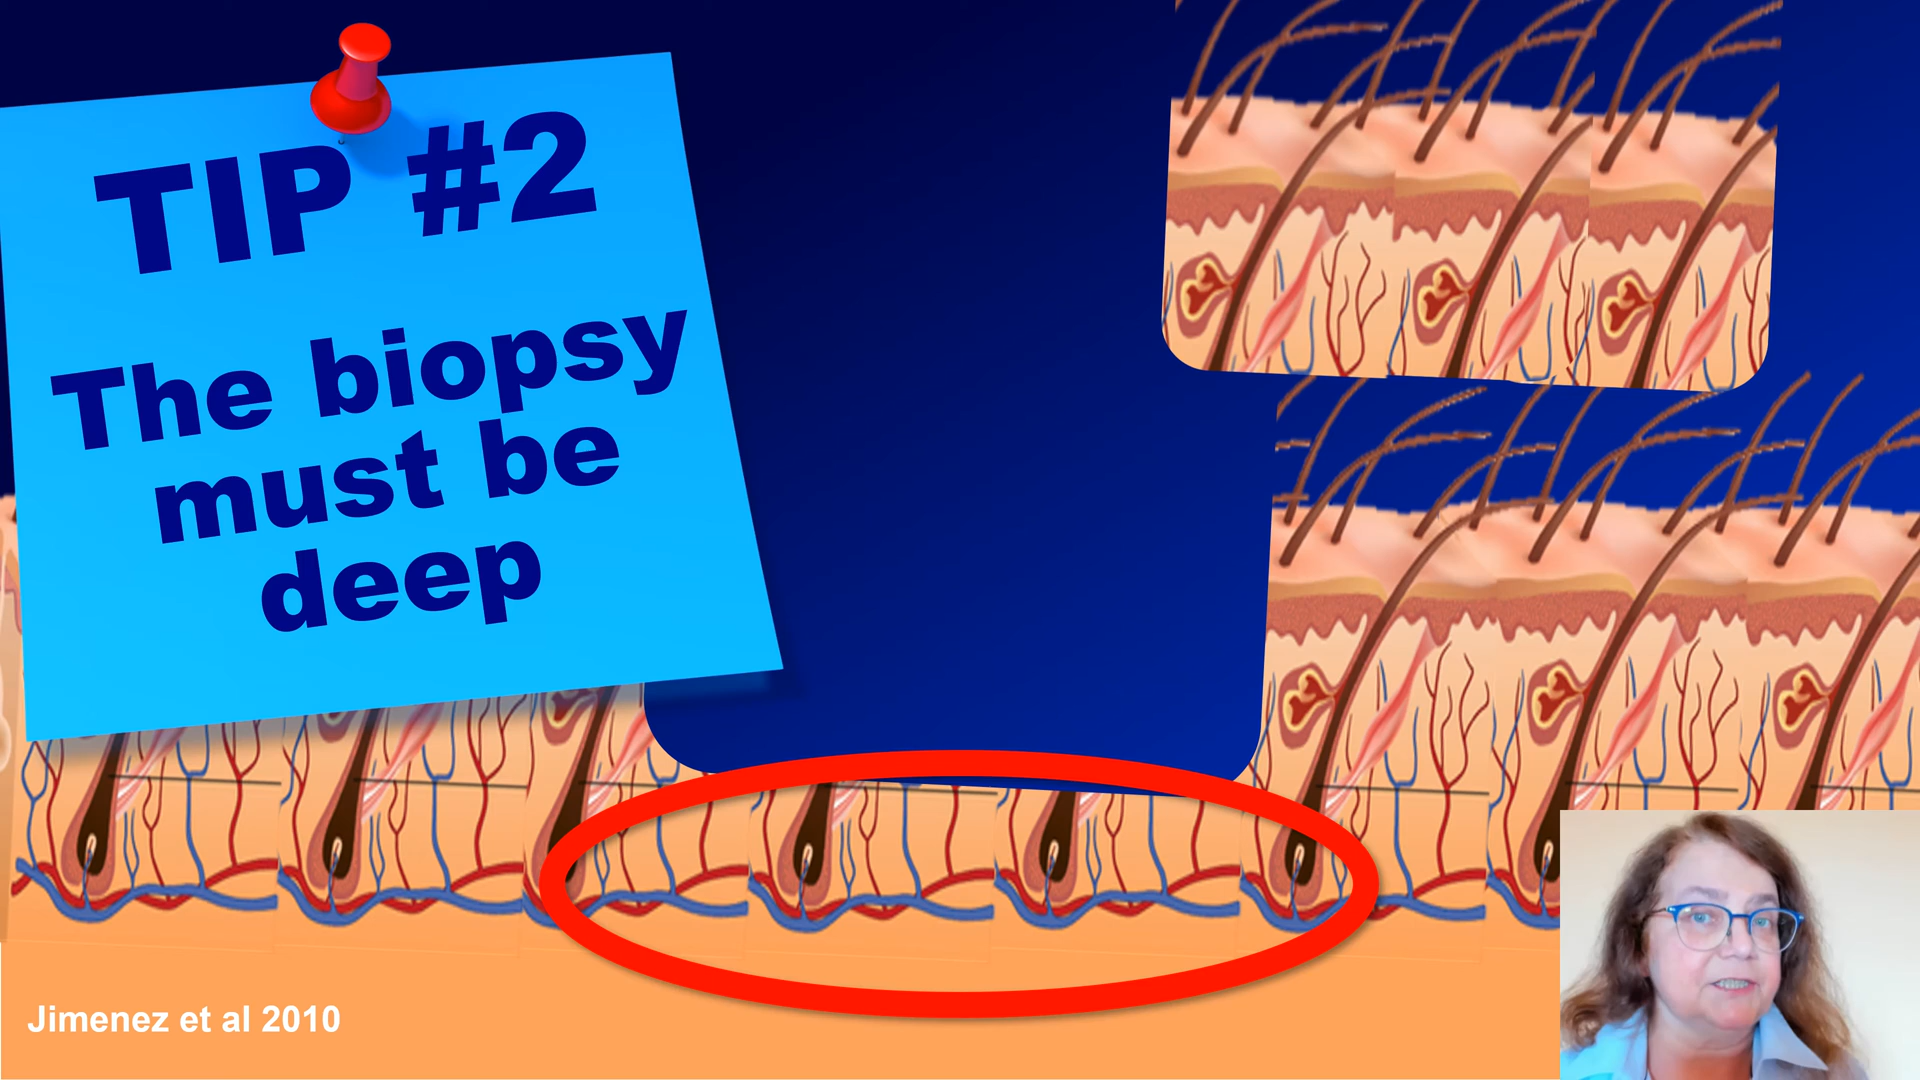 TIP #2
The biopsy
must be
deep
Jimenez et al 2010